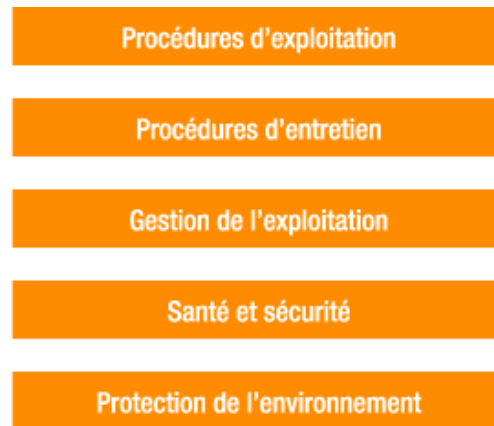 Procédures d’exploitation
Procédures d’entretien
Gestion de l’exploitation
Santé et sécurité
Protection de l’environnement